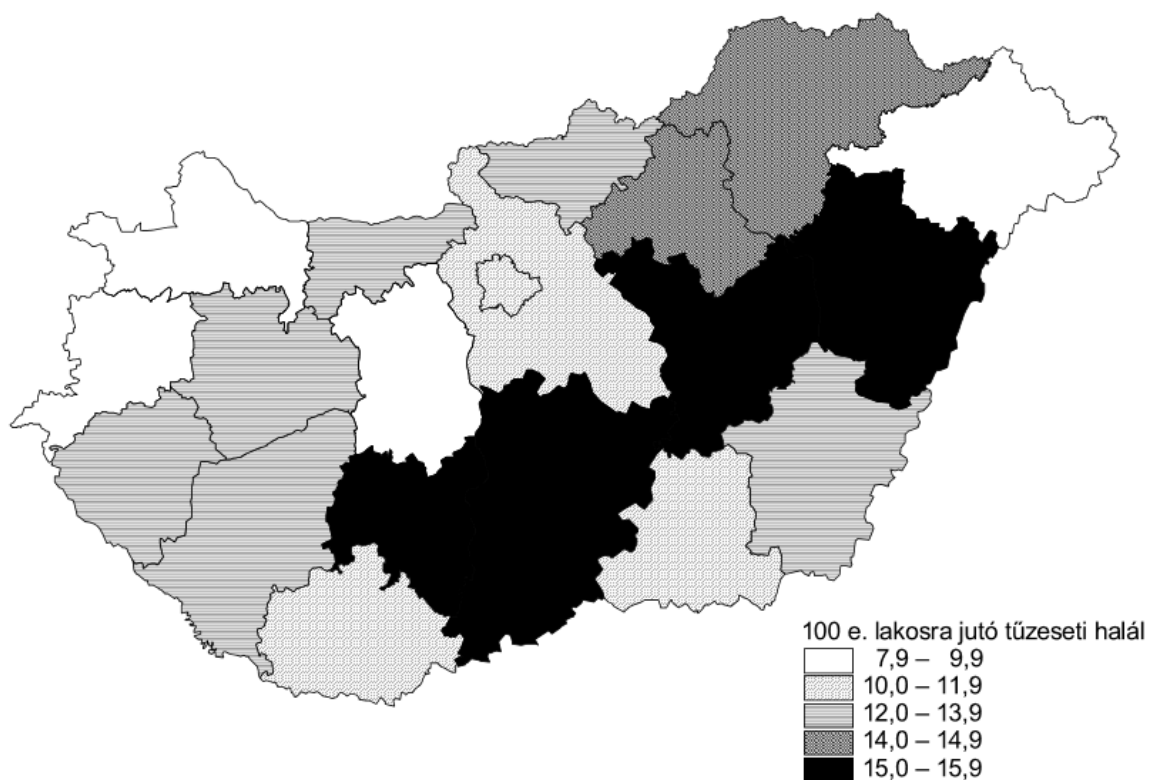 100 e. lakosra jutó tűzeseti halál
7,9 – 9,9
10,0 – 11,9
12,0 – 13,9
14,0 – 14,9
15,0 – 15,9